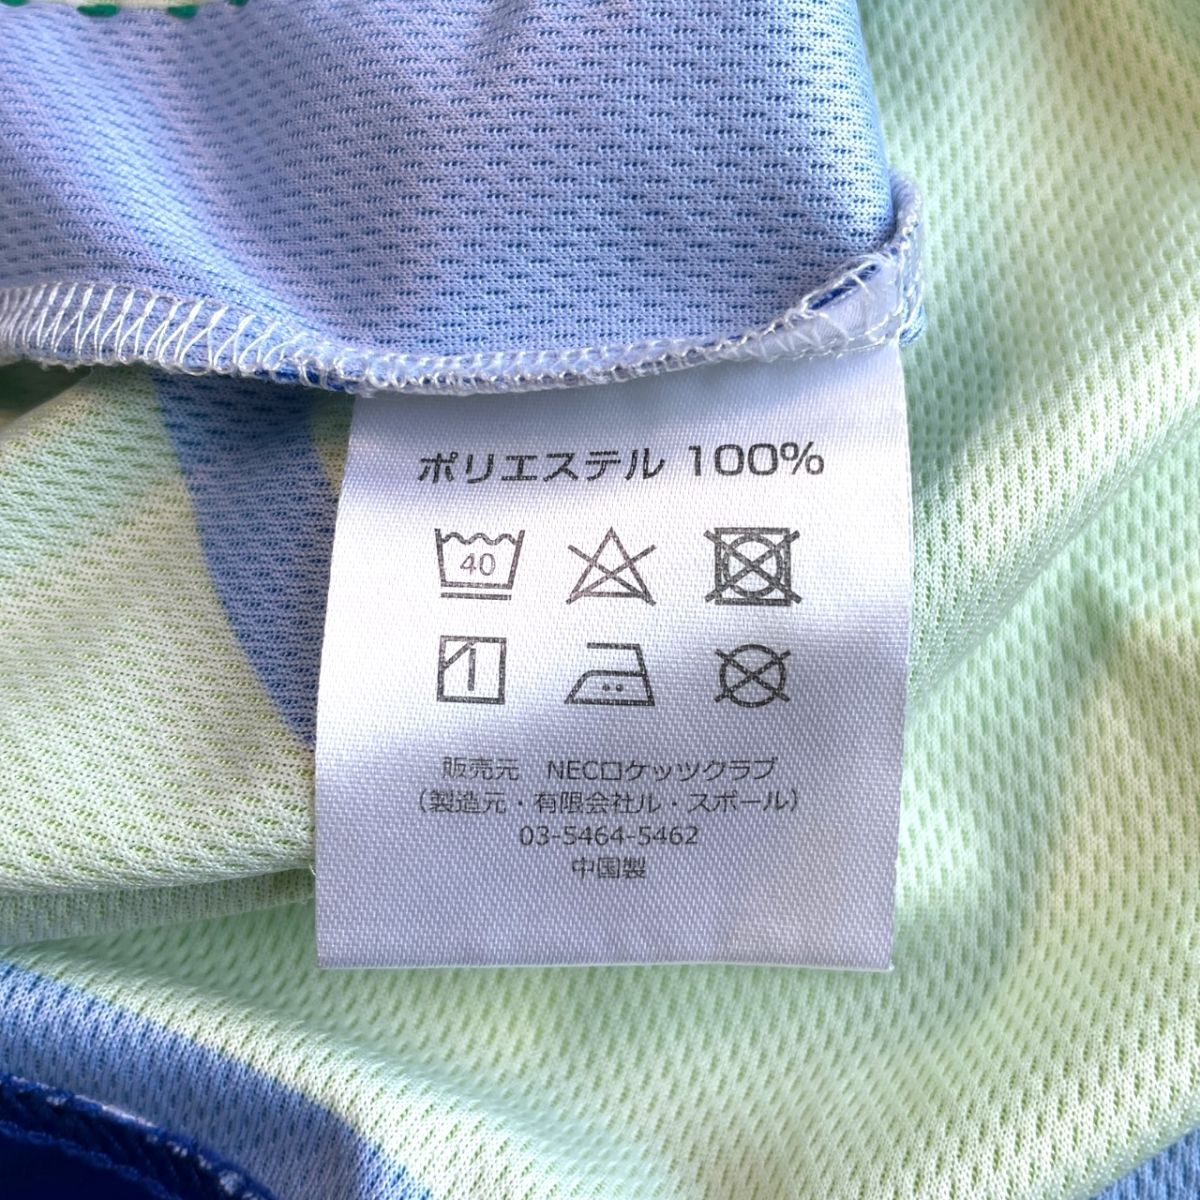 ポリエステル 100%
40
販売元　NECロケッツクラブ
（製造元・有限会社ル・スポール）
03-5464-5462
中国製